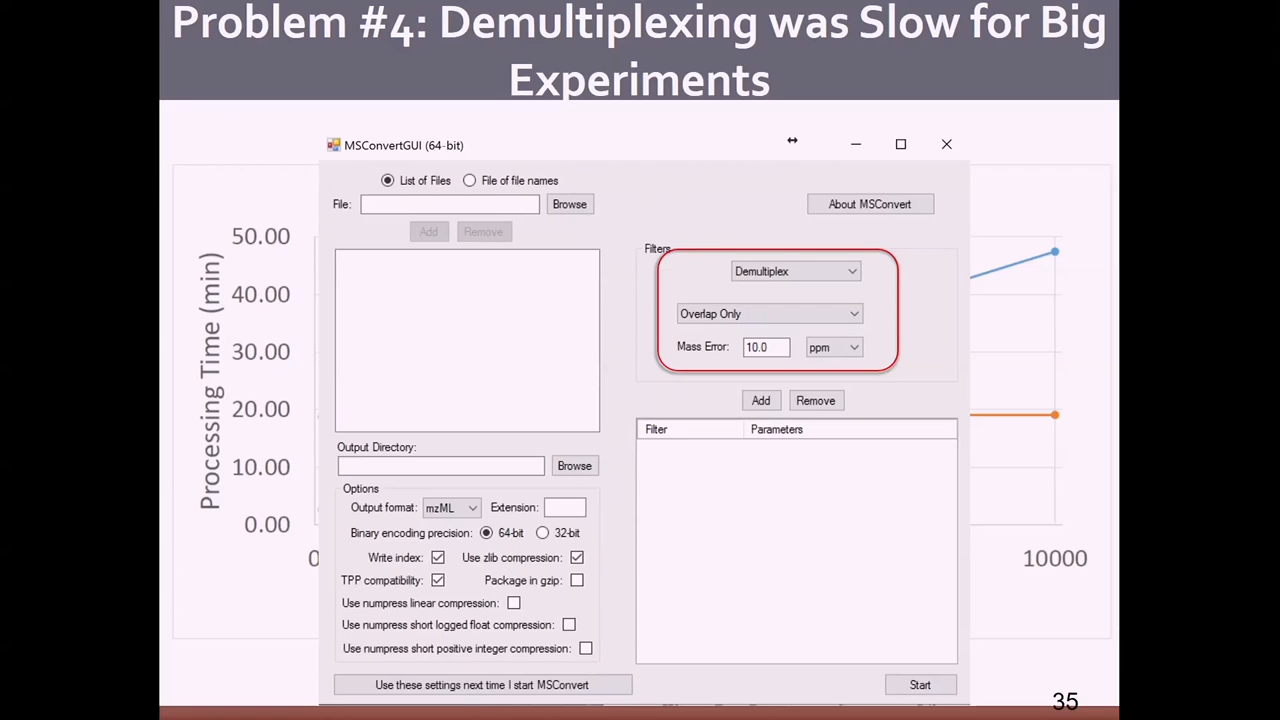 Problem #4: Demultiplexing was Slow for Big
Experiments
MSConvertGUI (64-bit)
List of Files File of file names
File: Browse About MSConvert
Add Remove
Filters
Demultiplex
Overlap Only
Mass Error: 10.0 ppm
Add Remove
Filter Parameters
Output Directory:
Browse
Options
Output format: mzML Extension:
Binary encoding precision: 64-bit 32-bit
Write index: Use zlib compression:
TPP compatibility: Package in gzip:
Use numpress linear compression:
Use numpress short logged float compression:
Use numpress short positive integer compression:
Use these settings next time I start MSConvert Start
Processing Time (min)
50.00
40.00
30.00
20.00
10.00
0.00
0 10000
35